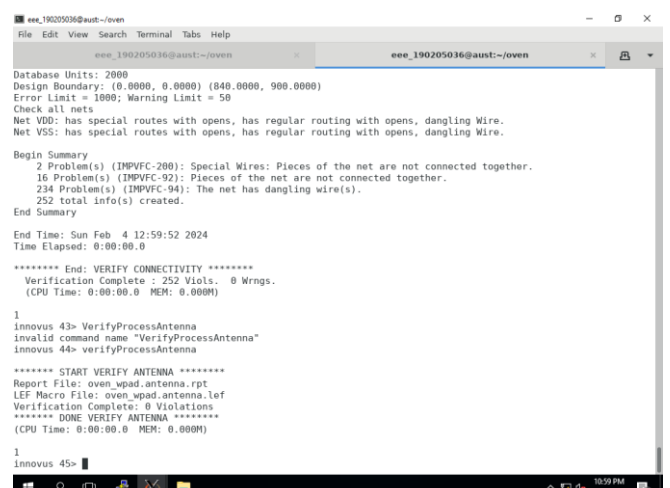 eee_190205036@aust:~/oven
File Edit View Search Terminal Tabs Help
eee_190205036@aust:~/oven × eee_190205036@aust:~/oven ×
Database Units: 2000
Design Boundary: (0.0000, 0.0000) (840.0000, 900.0000)
Error Limit = 1000; Warning Limit = 50
Check all nets
Net VDD: has special routes with opens, has regular routing with opens, dangling Wire.
Net VSS: has special routes with opens, has regular routing with opens, dangling Wire.
Begin Summary
2 Problem(s) (IMPVFC-200): Special Wires: Pieces of the net are not connected together.
16 Problem(s) (IMPVFC-92): Pieces of the net are not connected together.
234 Problem(s) (IMPVFC-94): The net has dangling wire(s).
252 total info(s) created.
End Summary
End Time: Sun Feb 4 12:59:52 2024
Time Elapsed: 0:00:00.0
******** End: VERIFY CONNECTIVITY ********
Verification Complete : 252 Viols. 0 Wrngs.
(CPU Time: 0:00:00.0 MEM: 0.000M)
1
innovus 43> VerifyProcessAntenna
invalid command name "VerifyProcessAntenna"
innovus 44> verifyProcessAntenna
******* START VERIFY ANTENNA ********
Report File: oven_wpad.antenna.rpt
LEF Macro File: oven_wpad.antenna.lef
Verification Complete: 0 Violations
******* DONE VERIFY ANTENNA ********
(CPU Time: 0:00:00.0 MEM: 0.000M)
1
innovus 45>
10:59 PM